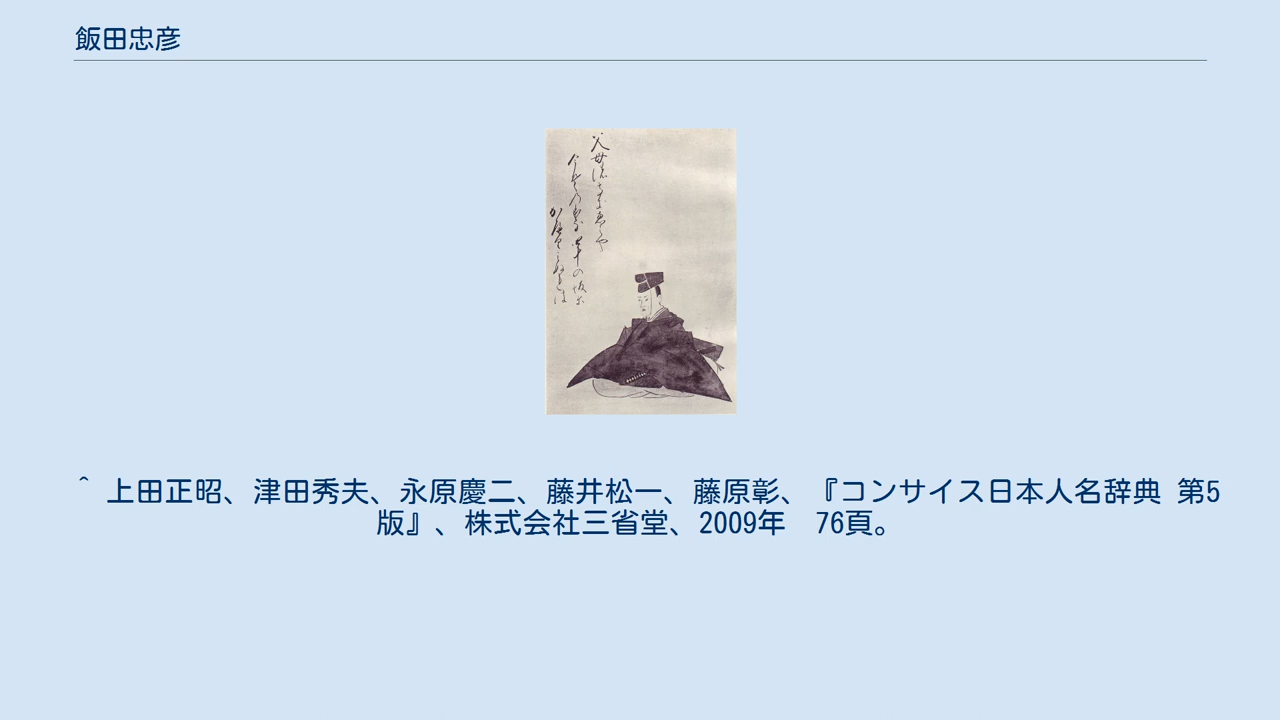 飯田忠彦
^ 上田正昭、津田秀夫、永原慶二、藤井松一、藤原彰、『コンサイス日本人名辞典 第5
版』、株式会社三省堂、2009年　76頁。